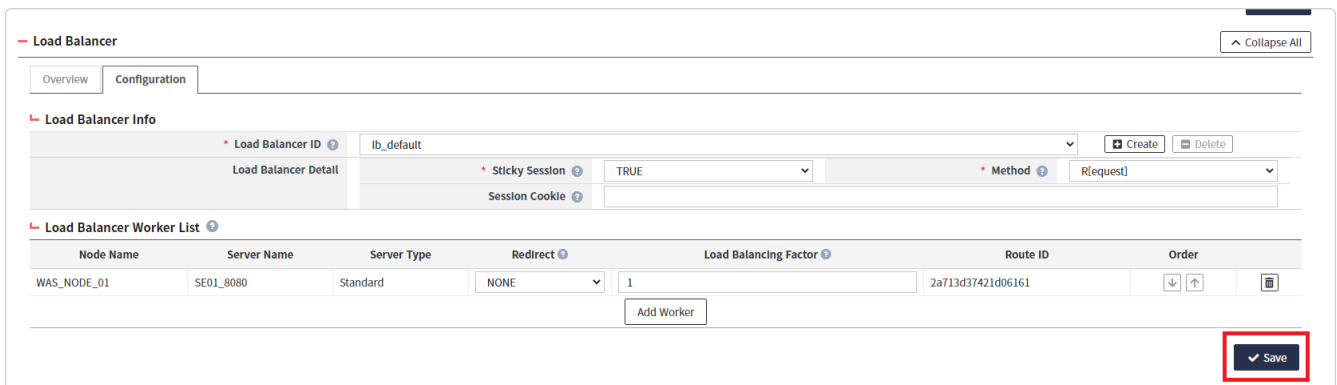 Load Balancer
Collapse All
Overview Configuration
Load Balancer Info
* Load Balancer ID ? lb_default Create Delete
Load Balancer Detail * Sticky Session ? TRUE * Method ? R[equest]
Session Cookie ?
Load Balancer Worker List ?
Node Name Server Name Server Type Redirect ? Load Balancing Factor ? Route ID Order
WAS_NODE_01 SE01_8080 Standard NONE 1 2a713d37421d06161
Add Worker
Save